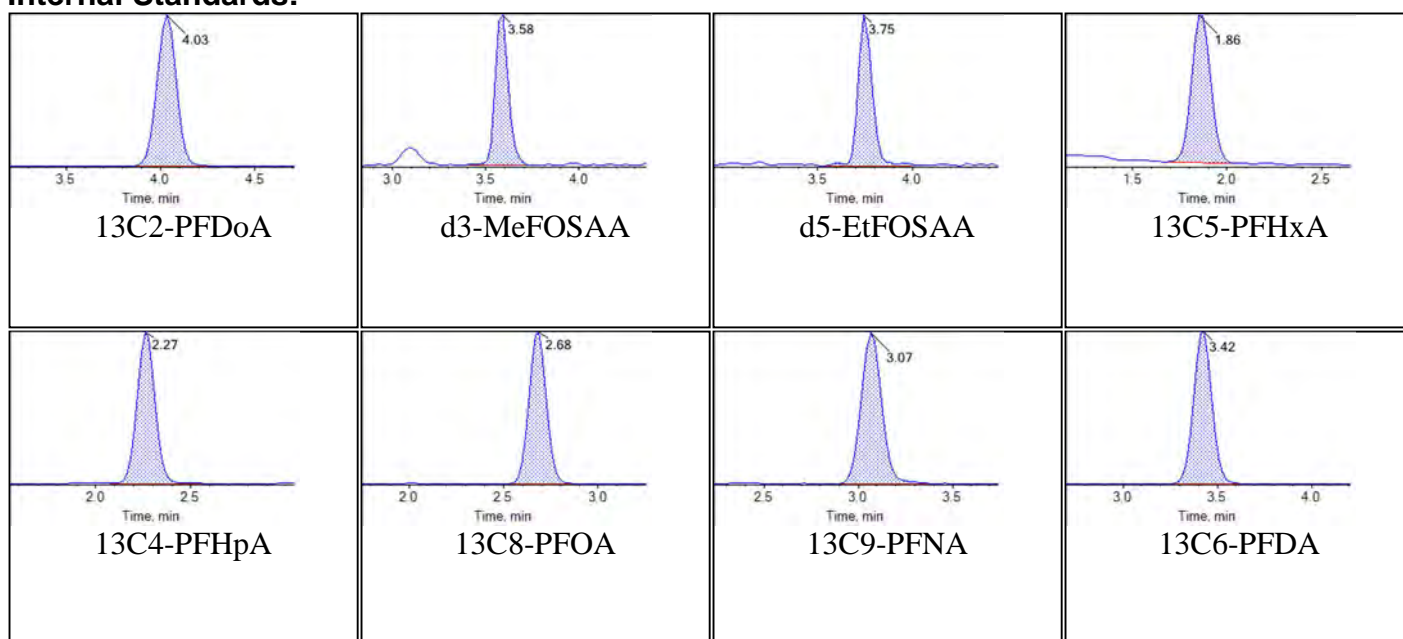 Internal Standards:
4.03
3.5 4.0 4.5
Time, min
13C2-PFDoA
3.58
3.0 3.5 4.0
Time, min
d3-MeFOSAA
3.75
3.5 4.0
Time, min
d5-EtFOSAA
1.86
1.5 2.0 2.5
Time, min
13C5-PFHxA
2.27
2.0 2.5
Time, min
13C4-PFHpA
2.68
2.0 2.5 3.0
Time, min
13C8-PFOA
3.07
2.5 3.0 3.5
Time, min
13C9-PFNA
3.42
3.0 3.5 4.0
Time, min
13C6-PFDA